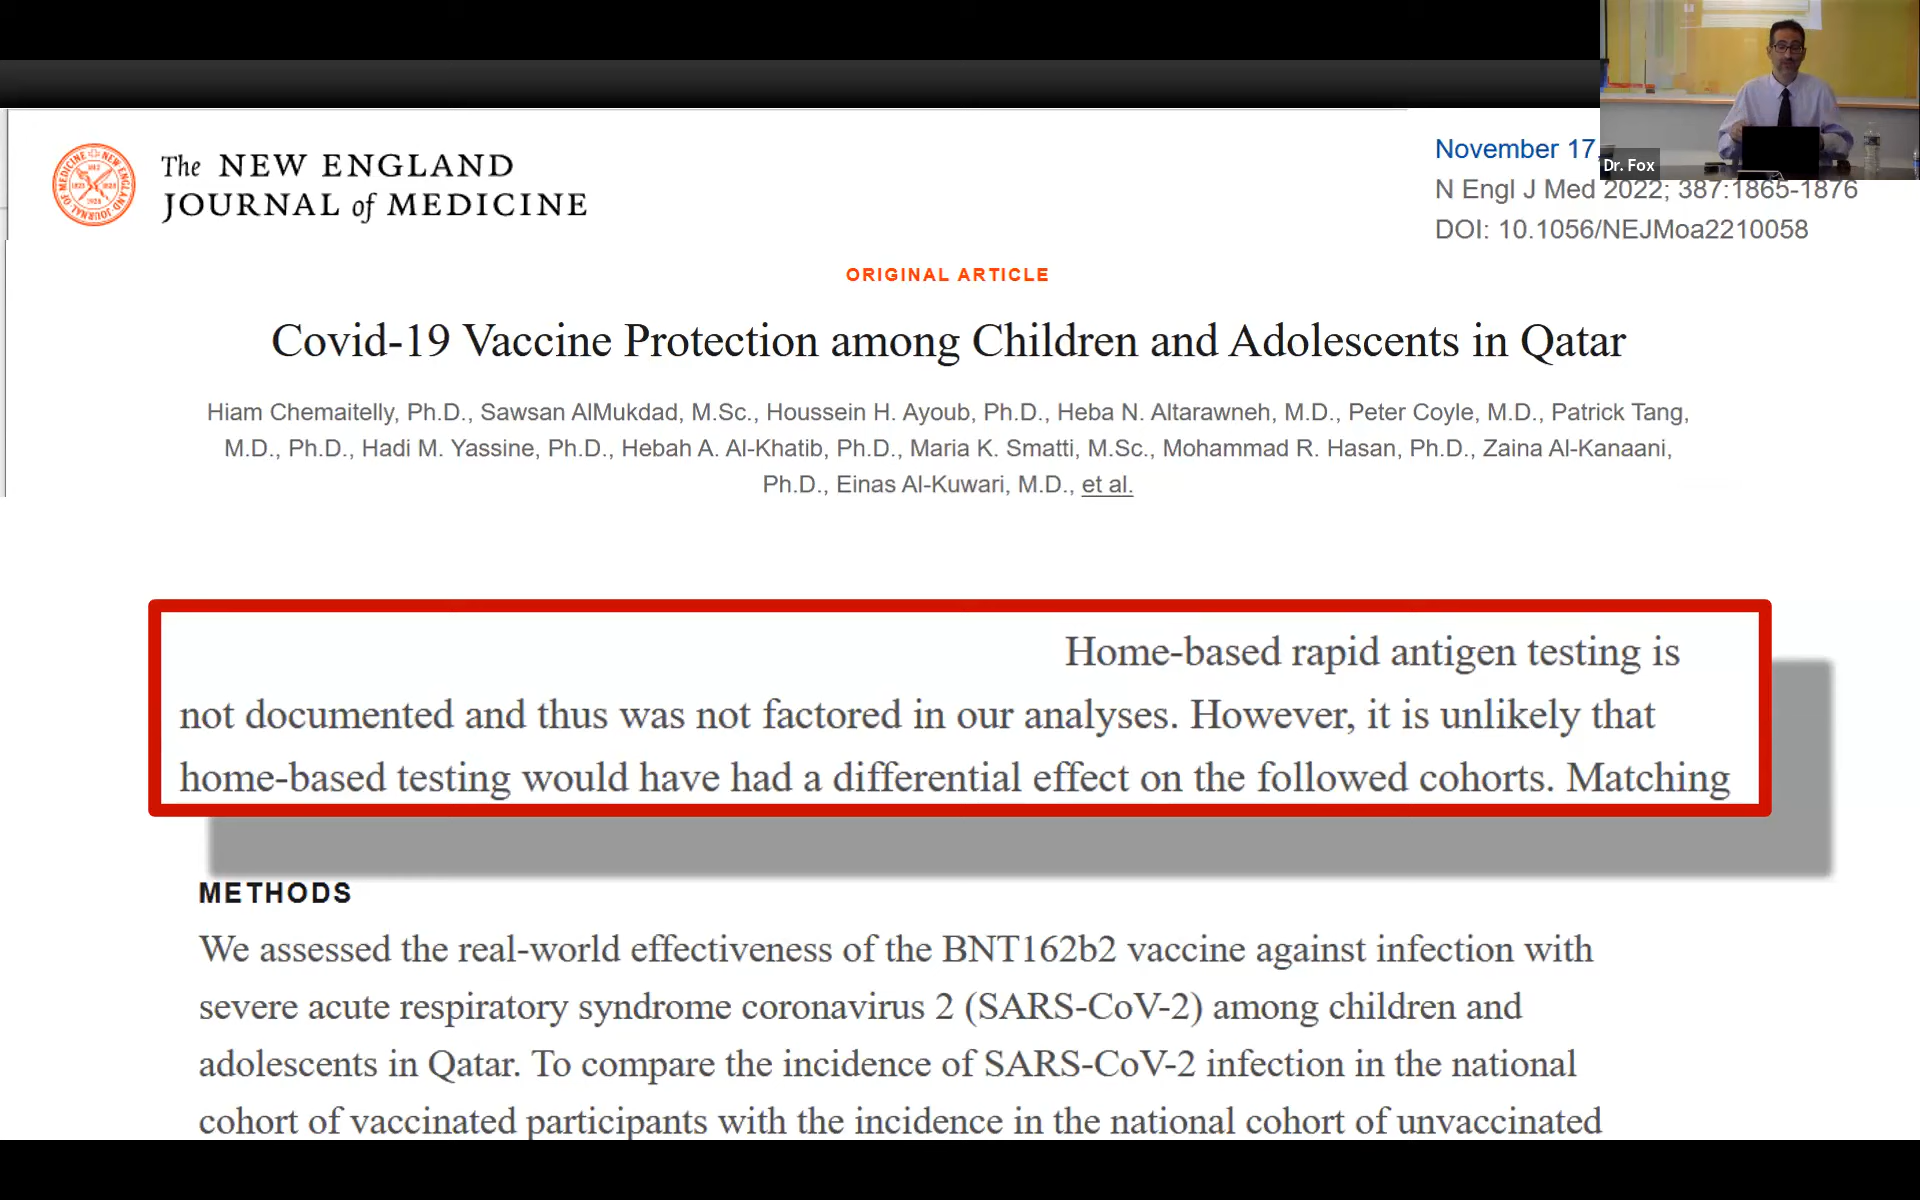 The NEW ENGLAND
JOURNAL of MEDICINE
November 17,
Dr. Fox
N Engl J Med 2022; 387:1865-1876
DOI: 10.1056/NEJMoa2210058
ORIGINAL ARTICLE
Covid-19 Vaccine Protection among Children and Adolescents in Qatar
Hiam Chemaitelly, Ph.D., Sawsan AlMukdad, M.Sc., Houssein H. Ayoub, Ph.D., Heba N. Altarawneh, M.D., Peter Coyle, M.D., Patrick Tang,
M.D., Ph.D., Hadi M. Yassine, Ph.D., Hebah A. Al-Khatib, Ph.D., Maria K. Smatti, M.Sc., Mohammad R. Hasan, Ph.D., Zaina Al-Kanaani,
Ph.D., Einas Al-Kuwari, M.D., et al.
Home-based rapid antigen testing is
not documented and thus was not factored in our analyses. However, it is unlikely that
home-based testing would have had a differential effect on the followed cohorts. Matching
METHODS
We assessed the real-world effectiveness of the BNT162b2 vaccine against infection with
severe acute respiratory syndrome coronavirus 2 (SARS-CoV-2) among children and
adolescents in Qatar. To compare the incidence of SARS-CoV-2 infection in the national
cohort of vaccinated participants with the incidence in the national cohort of unvaccinated